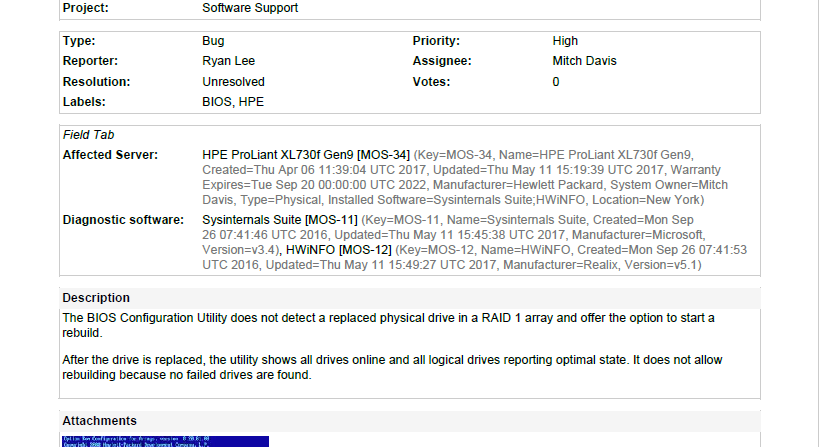 Project: Software Support
Type: Bug Priority: High
Reporter: Ryan Lee Assignee: Mitch Davis
Resolution: Unresolved Votes: 0
Labels: BIOS, HPE
Field Tab
Affected Server: HPE ProLiant XL730f Gen9 [MOS-34] (Key=MOS-34, Name=HPE ProLiant XL730f Gen9,
Created=Thu Apr 06 11:39:04 UTC 2017, Updated=Thu May 11 15:19:39 UTC 2017, Warranty
Expires=Tue Sep 20 00:00:00 UTC 2022, Manufacturer=Hewlett Packard, System Owner=Mitch
Davis, Type=Physical, Installed Software=Sysinternals Suite;HWiNFO, Location=New York)
Diagnostic software: Sysinternals Suite [MOS-11] (Key=MOS-11, Name=Sysinternals Suite, Created=Mon Sep
26 07:41:46 UTC 2016, Updated=Thu May 11 15:45:38 UTC 2017, Manufacturer=Microsoft,
Version=v3.4), HWiNFO [MOS-12] (Key=MOS-12, Name=HWiNFO, Created=Mon Sep 26 07:41:53
UTC 2016, Updated=Thu May 11 15:49:27 UTC 2017, Manufacturer=Realix, Version=v5.1)
Description
The BIOS Configuration Utility does not detect a replaced physical drive in a RAID 1 array and offer the option to start a
rebuild.
After the drive is replaced, the utility shows all drives online and all logical drives reporting optimal state. It does not allow
rebuilding because no failed drives are found.
Attachments
Option Rom Configuration for Arrays, version
Hewlett-Packard Development Company, L.P.